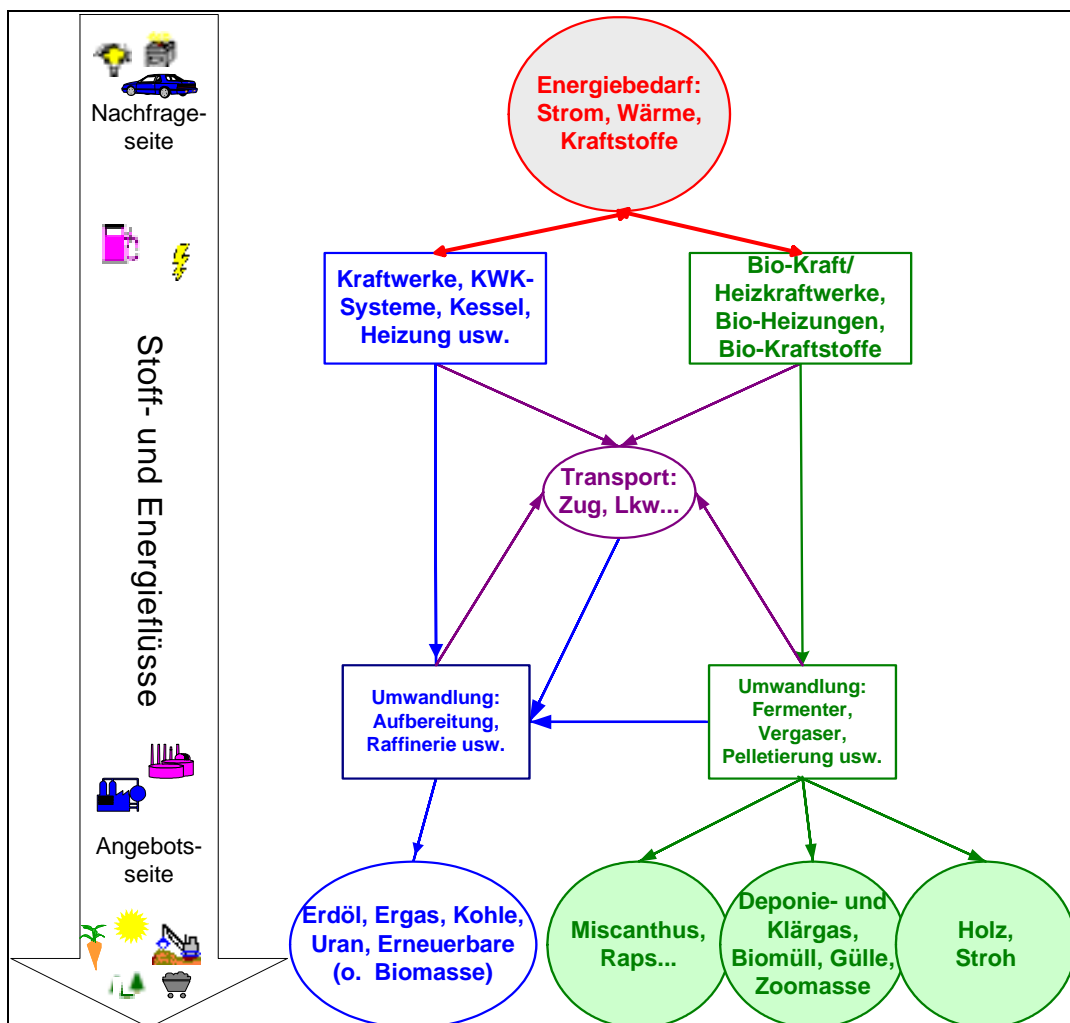 Nachfrage-
seite
Stoff- und Energieflüsse
Angebots-
seite
Energiebedarf:
Strom, Wärme,
Kraftstoffe
Kraftwerke, KWK-
Systeme, Kessel,
Heizung usw.
Bio-Kraft/
Heizkraftwerke,
Bio-Heizungen,
Bio-Kraftstoffe
Transport:
Zug, Lkw...
Umwandlung:
Aufbereitung,
Raffinerie usw.
Umwandlung:
Fermenter,
Vergaser,
Pelletierung usw.
Erdöl, Ergas, Kohle,
Uran, Erneuerbare
(o. Biomasse)
Miscanthus,
Raps...
Deponie- und
Klärgas,
Biomüll, Gülle,
Zoomasse
Holz,
Stroh